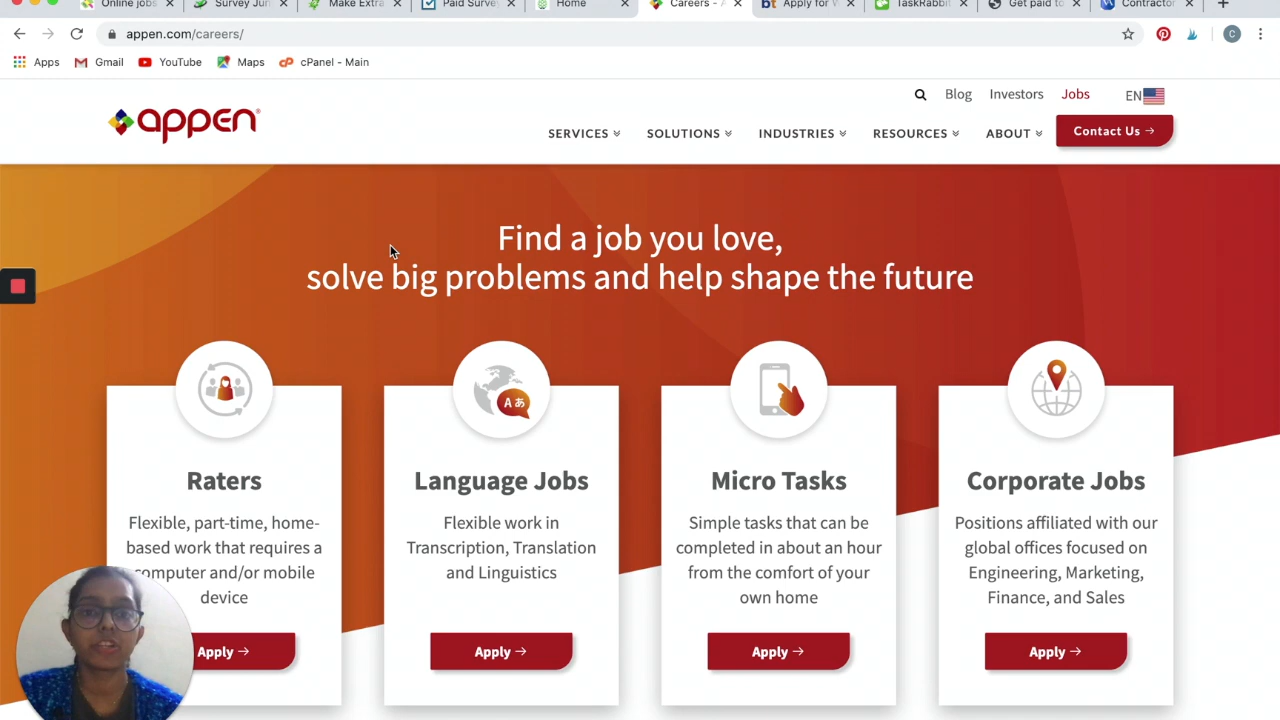 Online jobs
Survey Jun
Make Extra
Paid Surve
Home
Careers - A
Apply for W
TaskRabbit
Get paid to
Contractor
appen.com/careers/
C
Apps
Gmail
YouTube
Maps
cPanel - Main
Blog
Investors
Jobs
EN
appen
SERVICES
SOLUTIONS
INDUSTRIES
RESOURCES
ABOUT
Contact Us →
Find a job you love,
solve big problems and help shape the future
A あ
Raters
Flexible, part-time, home-
based work that requires a
computer and/or mobile
device
Apply →
Language Jobs
Flexible work in
Transcription, Translation
and Linguistics
Apply →
Micro Tasks
Simple tasks that can be
completed in about an hour
from the comfort of your
own home
Apply →
Corporate Jobs
Positions affiliated with our
global offices focused on
Engineering, Marketing,
Finance, and Sales
Apply →